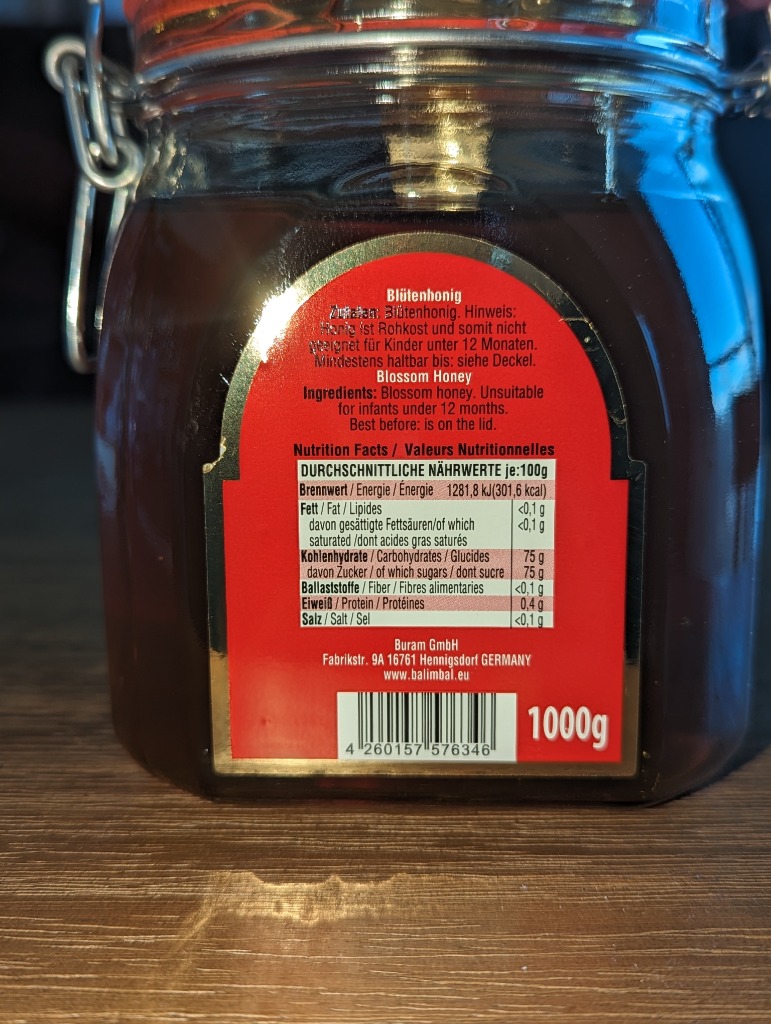 Blütenhonig
Zutaten: Blütenhonig. Hinweis:
Honig ist Rohkost und somit nicht
geeignet für Kinder unter 12 Monaten.
Mindestens haltbar bis: siehe Deckel.
Blossom Honey
Ingredients: Blossom honey. Unsuitable
for infants under 12 months.
Best before: is on the lid.
Nutrition Facts / Valeurs Nutritionnelles
DURCHSCHNITTLICHE NÄHRWERTE je:100g
Brennwert / Energie / Énergie 1281,8 kJ(301,6 kcal)
Fett / Fat / Lipides <0,1 g
davon gesättigte Fettsäuren/of which <0,1 g
saturated /dont acides gras saturés
Kohlenhydrate / Carbohydrates / Glucides 75 g
davon Zucker / of which sugars / dont sucre 75 g
Ballaststoffe / Fiber / Fibres alimentaries <0,1 g
Eiweiß / Protein / Protéines 0,4 g
Salz / Salt / Sel <0,1 g
Buram GmbH
Fabrikstr. 9A 16761 Hennigsdorf GERMANY
www.balimbal.eu
4 260157 576346
1000g